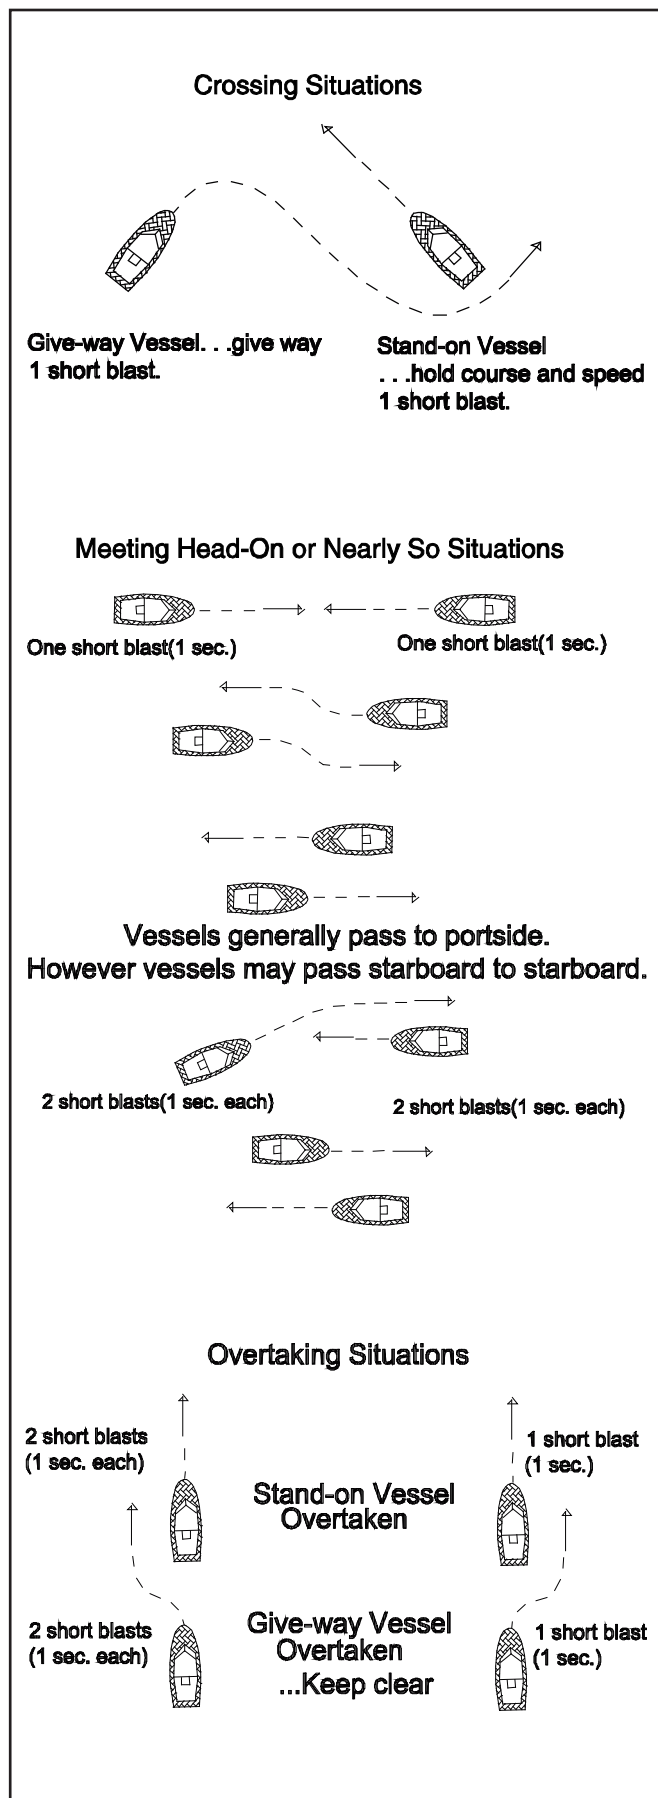 Crossing Situations
Give-way Vessel. . .give way
1 short blast.
Stand-on Vessel
. . .hold course and speed
1 short blast.
Meeting Head-On or Nearly So Situations
One short blast(1 sec.)
One short blast(1 sec.)
Vessels generally pass to portside.
However vessels may pass starboard to starboard.
2 short blasts(1 sec. each)
2 short blasts(1 sec. each)
Overtaking Situations
2 short blasts
(1 sec. each)
1 short blast
(1 sec.)
Stand-on Vessel
Overtaken
2 short blasts
(1 sec. each)
Give-way Vessel
Overtaken
...Keep clear
1 short blast
(1 sec.)